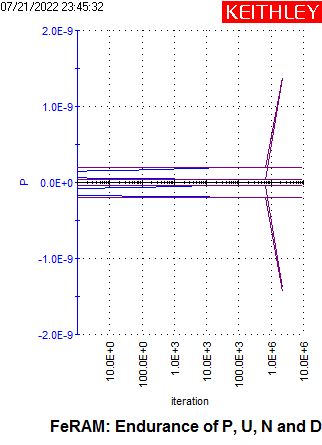 07/21/2022 23:45:32
KEITHLEY
2.0E-9
1.0E-9
P
0.0E+0
-1.0E-9
-2.0E-9
10.0E+0
100.0E+0
1.0E+3
10.0E+3
100.0E+3
1.0E+6
10.0E+6
iteration
FeRAM: Endurance of P, U, N and D